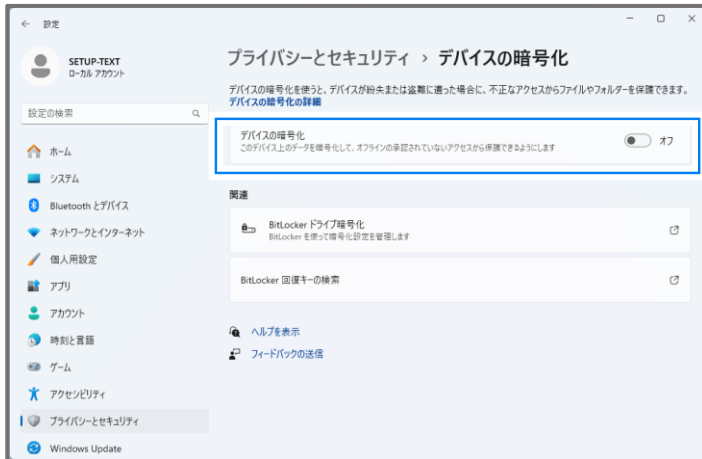 設定
SETUP-TEXT
ローカル アカウント
設定の検索
ホーム
システム
Bluetooth とデバイス
ネットワークとインターネット
個人用設定
アプリ
アカウント
時刻と言語
ゲーム
アクセシビリティ
プライバシーとセキュリティ
Windows Update
プライバシーとセキュリティ › デバイスの暗号化
デバイスの暗号化を使うと、デバイスが紛失または盗難に遭った場合に、不正なアクセスからファイルやフォルダーを保護できます。
デバイスの暗号化の詳細
デバイスの暗号化
このデバイス上のデータを暗号化して、オフラインの承認されていないアクセスから保護できるようにします
オフ
関連
BitLocker ドライブ暗号化
BitLocker を使って暗号化設定を管理します
BitLocker 回復キーの検索
ヘルプを表示
フィードバックの送信